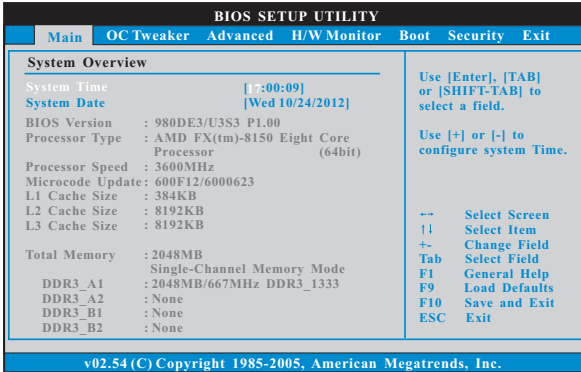 BIOS SETUP UTILITY
Main OC Tweaker Advanced H/W Monitor Boot Security Exit
System Overview
System Time [17:00:09]
System Date [Wed 10/24/2012]
BIOS Version : 980DE3/U3S3 P1.00
Processor Type : AMD FX(tm)-8150 Eight Core
Processor (64bit)
Processor Speed : 3600MHz
Microcode Update : 600F12/6000623
L1 Cache Size : 384KB
L2 Cache Size : 8192KB
L3 Cache Size : 8192KB
Total Memory : 2048MB
Single-Channel Memory Mode
DDR3_A1 : 2048MB/667MHz DDR3_1333
DDR3_A2 : None
DDR3_B1 : None
DDR3_B2 : None
Use [Enter], [TAB]
or [SHIFT-TAB] to
select a field.
Use [+] or [-] to
configure system Time.
←→ Select Screen
↑↓ Select Item
+- Change Field
Tab Select Field
F1 General Help
F9 Load Defaults
F10 Save and Exit
ESC Exit
v02.54 (C) Copyright 1985-2005, American Megatrends, Inc.